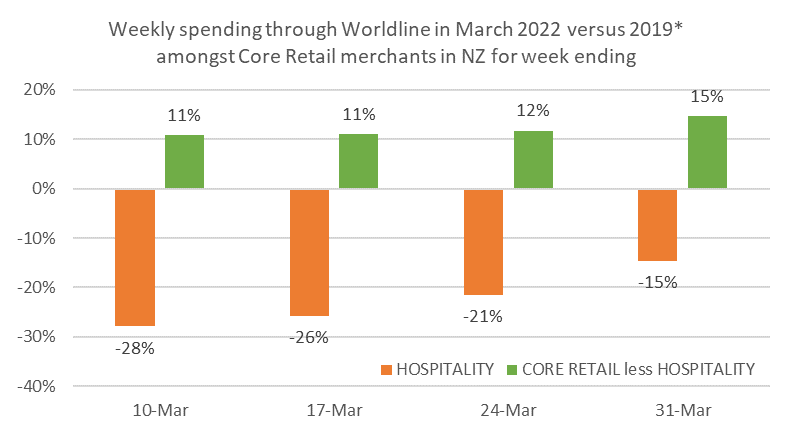 Weekly spending through Worldline in March 2022 versus 2019*
amongst Core Retail merchants in NZ for week ending
20%
10%
0%
-10%
-20%
-30%
-40%
11%
11%
12%
15%
-28%
-26%
-21%
-15%
HOSPITALITY
CORE RETAIL less HOSPITALITY
10-Mar
17-Mar
24-Mar
31-Mar